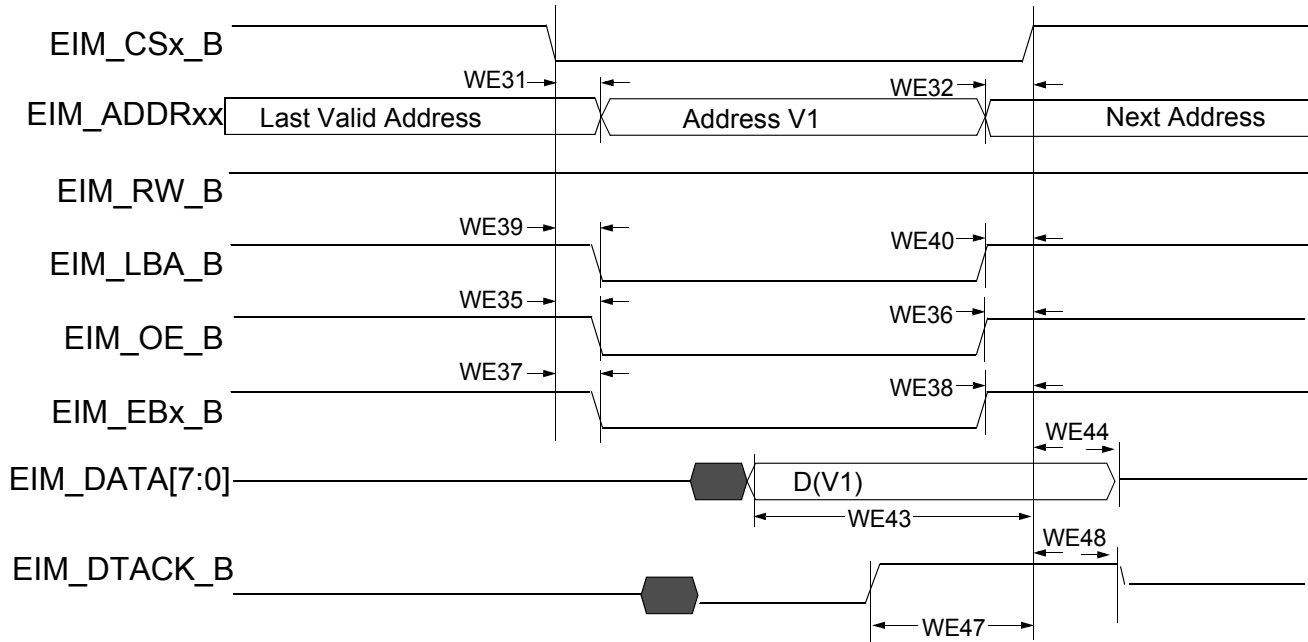 EIM_CSx_B
WE31
WE32
EIM_ADDRxx
Last Valid Address
Address V1
Next Address
EIM_RW_B
WE39
WE40
EIM_LBA_B
WE35
WE36
EIM_OE_B
WE37
WE38
EIM_EBx_B
WE44
EIM_DATA[7:0]
D(V1)
WE43
WE48
EIM_DTACK_B
WE47